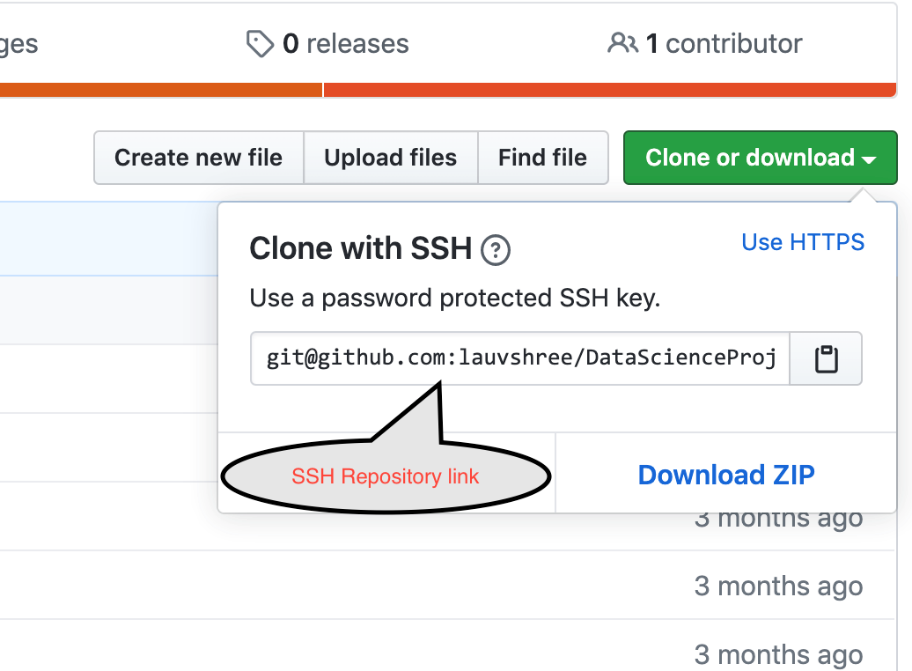 0 releases
1 contributor
Create new file
Upload files
Find file
Clone or download
Clone with SSH ?
Use HTTPS
Use a password protected SSH key.
git@github.com:lauvshree/DataScienceProj
SSH Repository link
Download ZIP
3 months ago
3 months ago
3 months ago